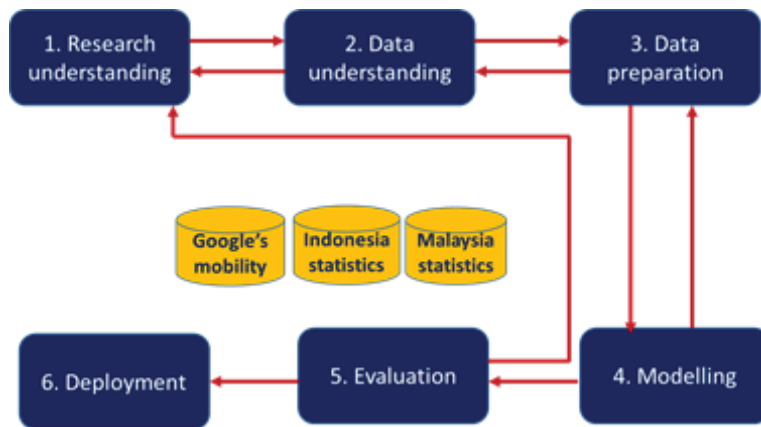 1. Research
understanding
2. Data
understanding
3. Data
preparation
Google's
mobility
Indonesia
statistics
Malaysia
statistics
6. Deployment
5. Evaluation
4. Modelling